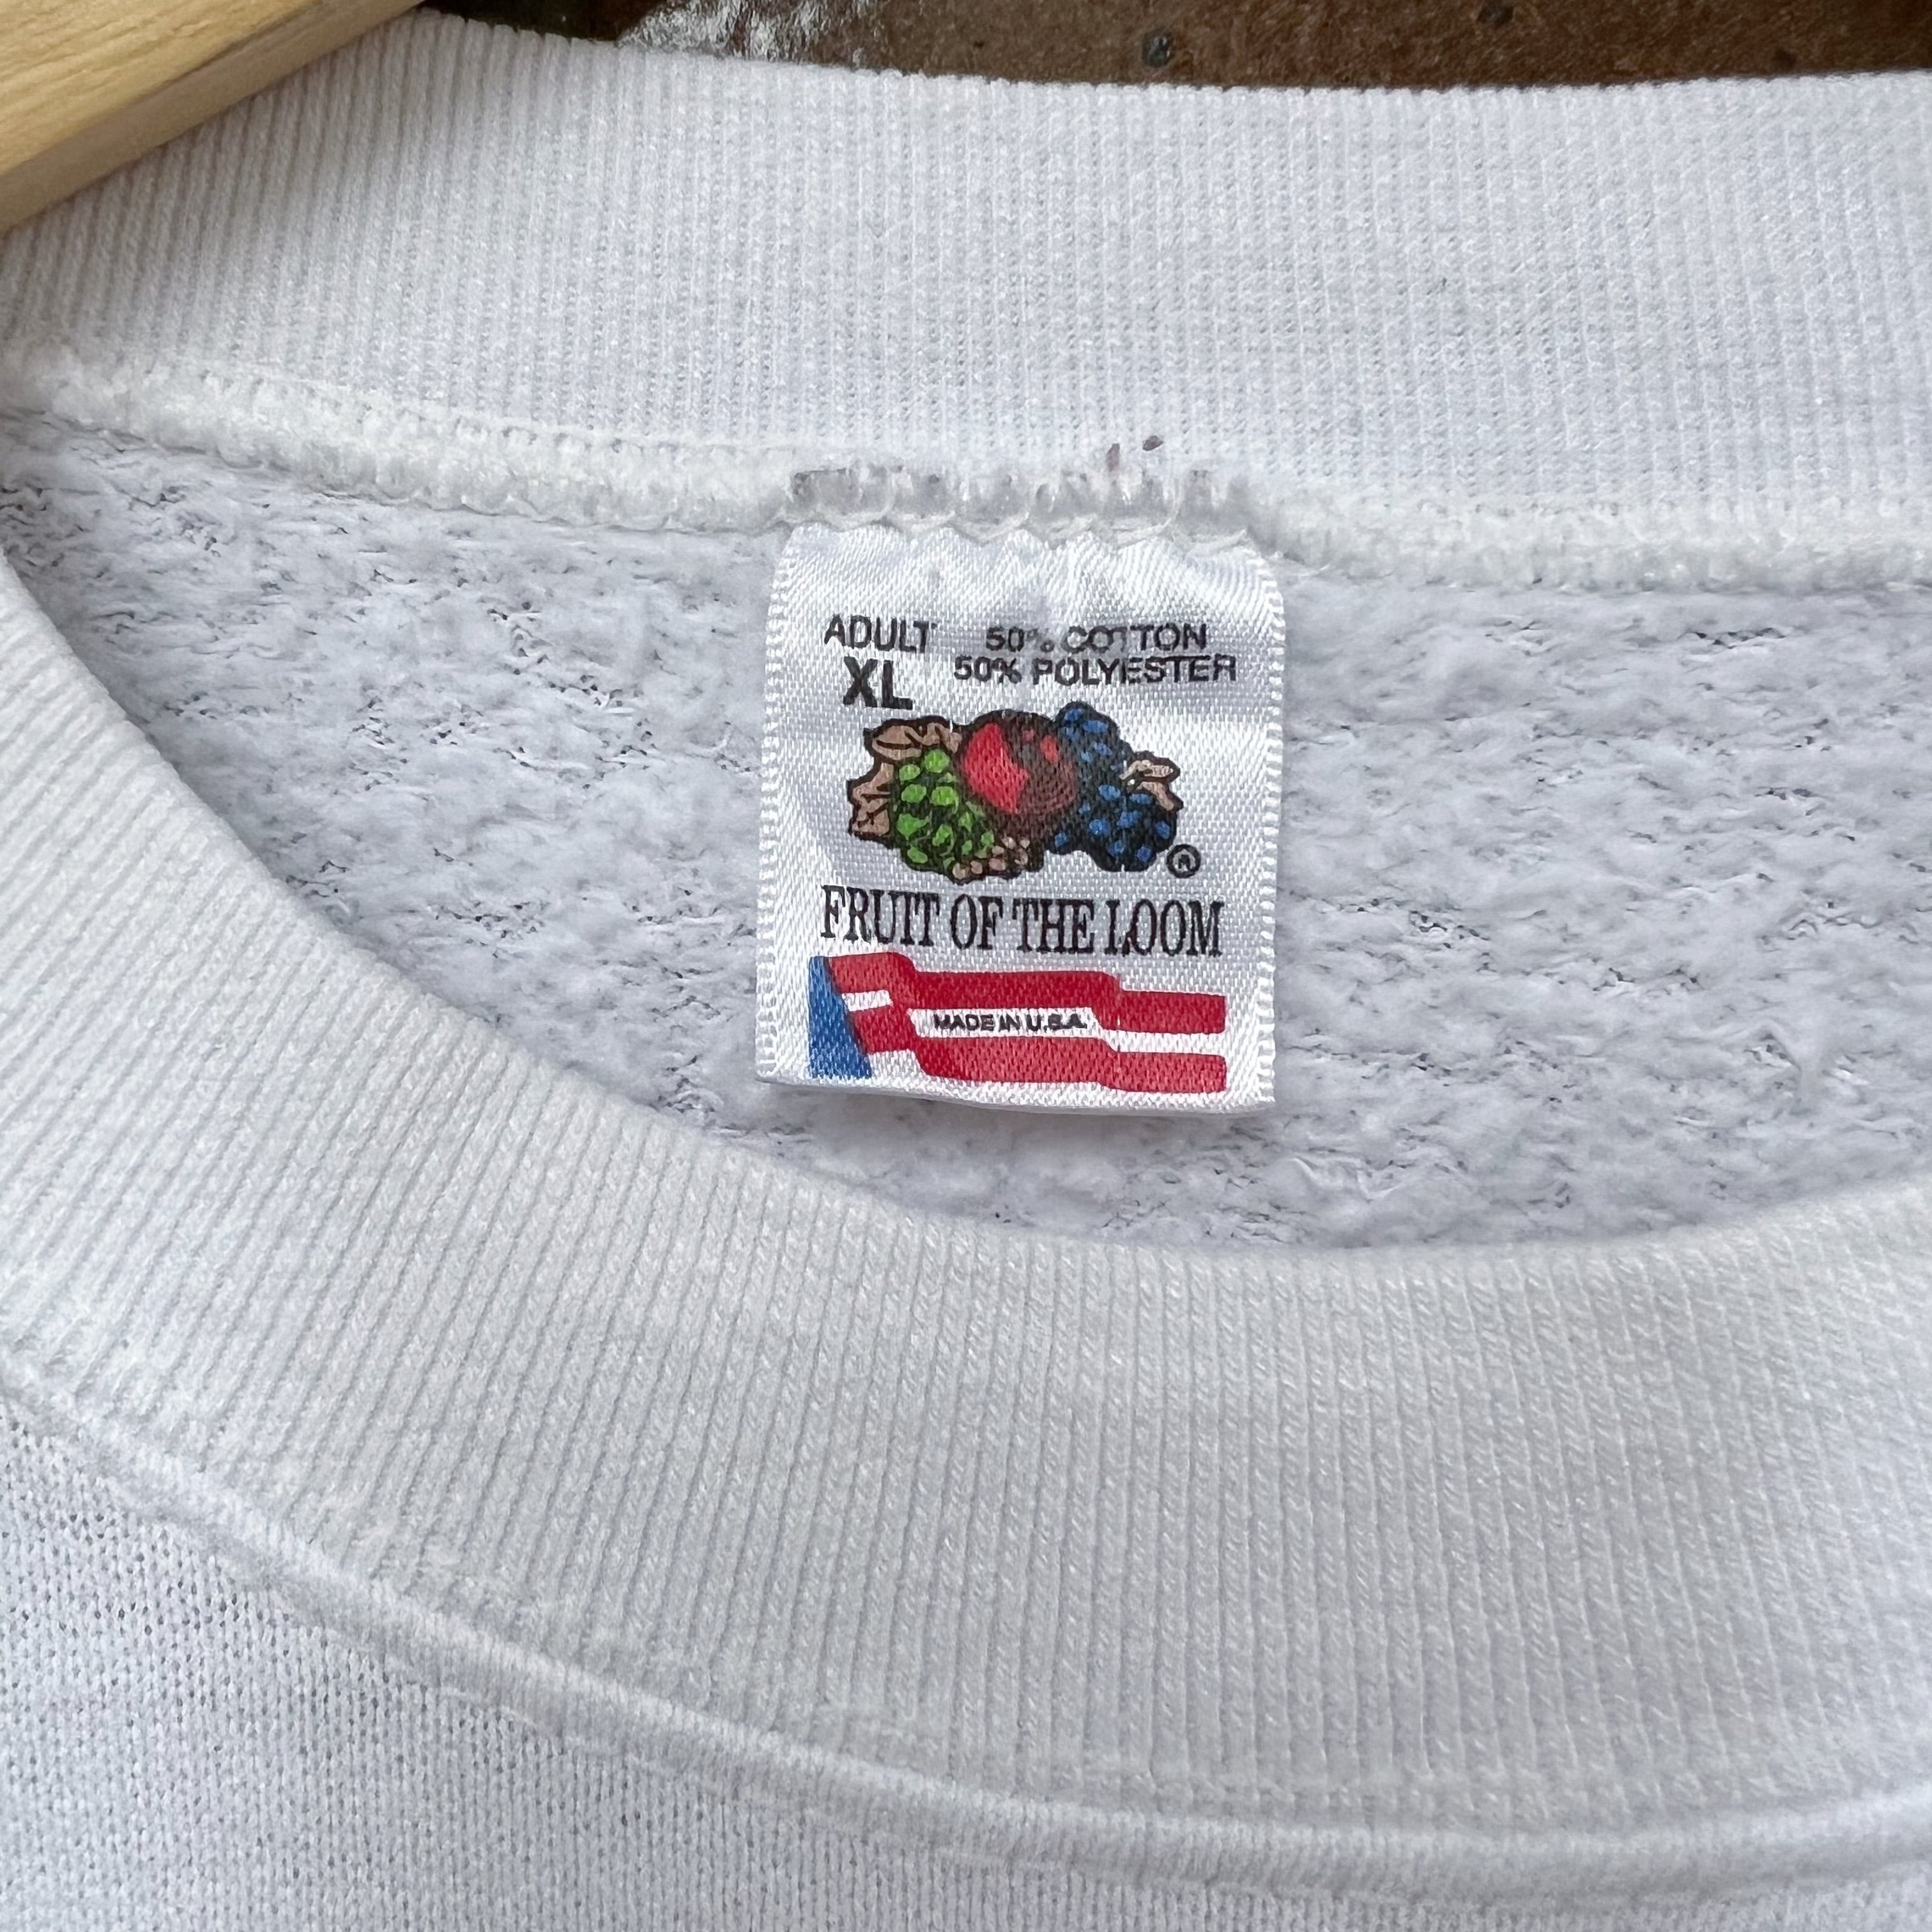 ADULT 50% COTTON
XL 50% POLYESTER
®
FRUIT OF THE LOOM
MADE IN U.S.A.